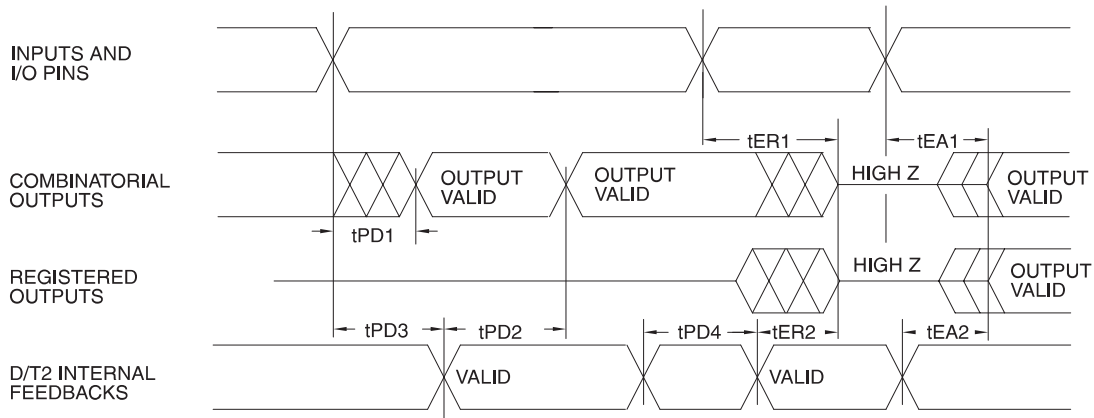 INPUTS AND
I/O PINS
tER1
tEA1
COMBINATORIAL
OUTPUTS
OUTPUT
VALID
OUTPUT
VALID
HIGH Z
OUTPUT
VALID
tPD1
REGISTERED
OUTPUTS
HIGH Z
OUTPUT
VALID
tPD3
tPD2
tPD4
tER2
tEA2
D/T2 INTERNAL
FEEDBACKS
VALID
VALID